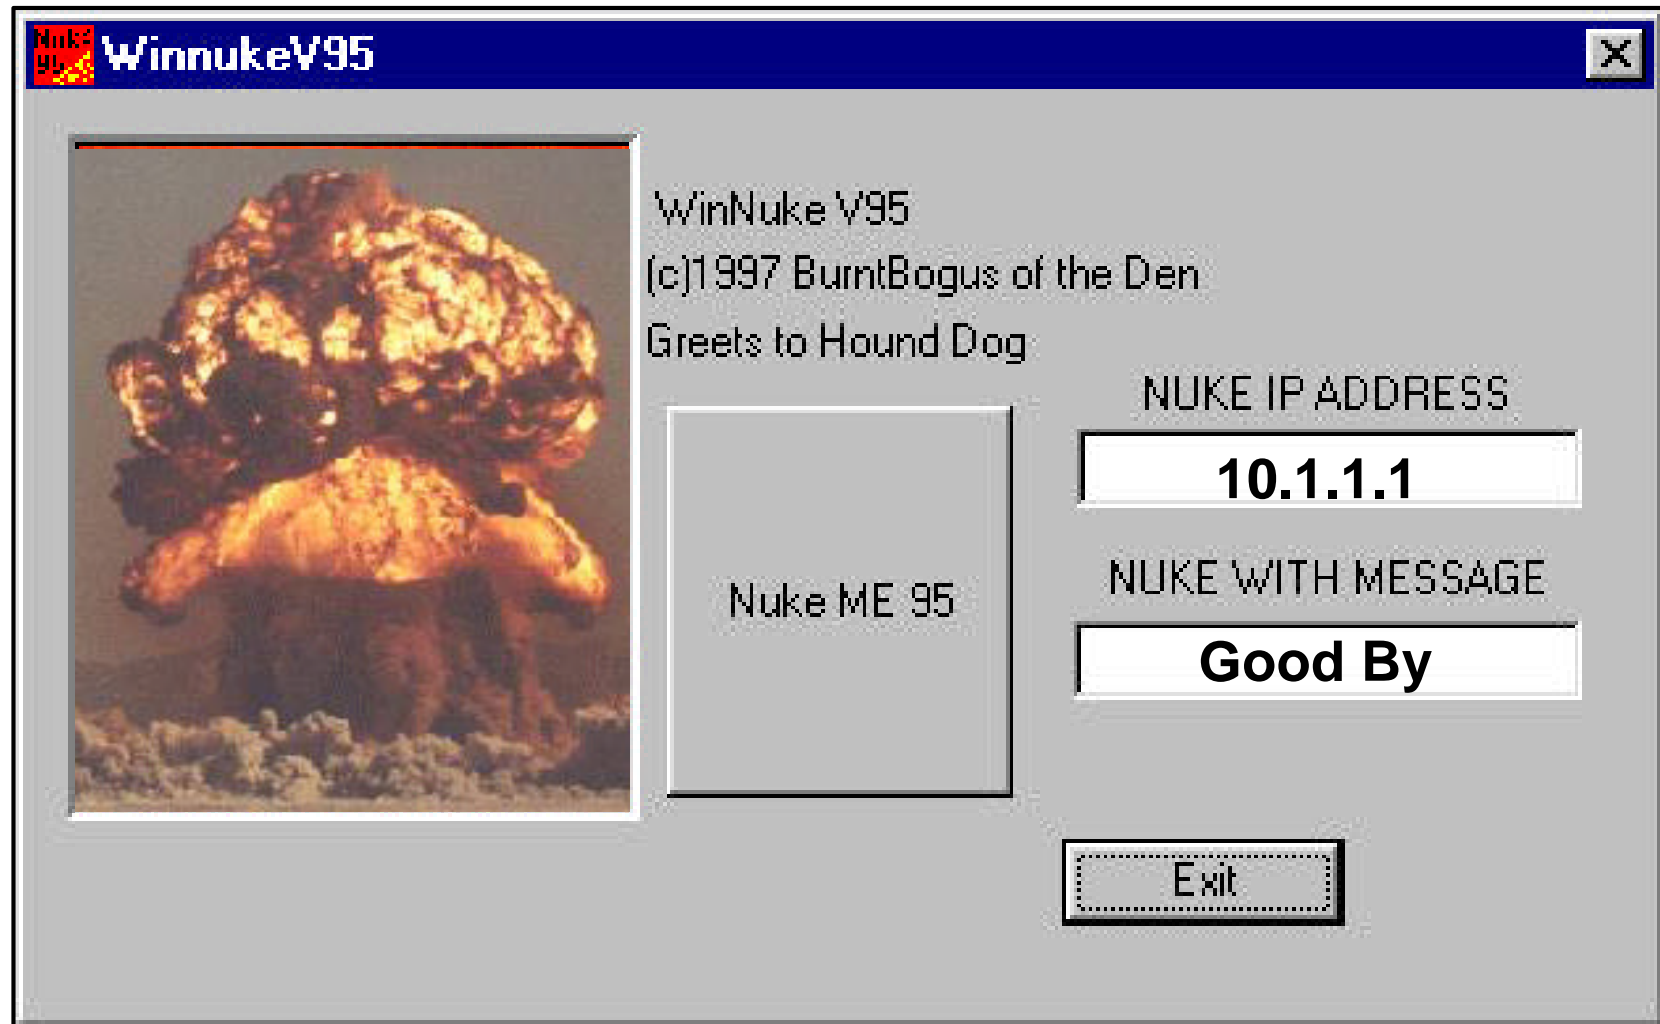 WinnukeV95
WinNuke V95
(c)1997 BurntBogus of the Den
Greets to Hound Dog
NUKE IP ADDRESS
10.1.1.1
Nuke ME 95
NUKE WITH MESSAGE
Good By
Exit